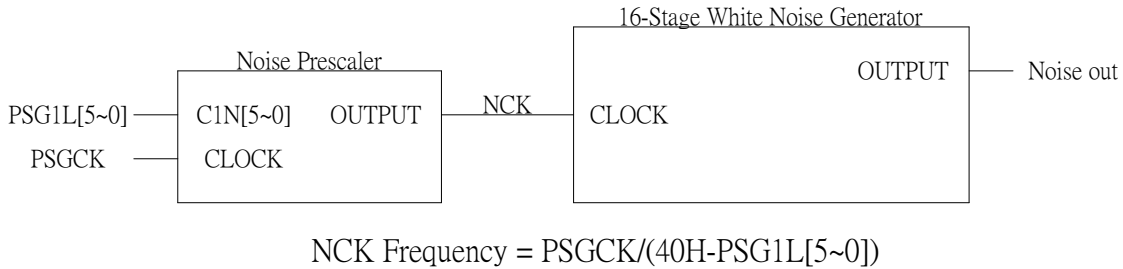 16-Stage White Noise Generator
Noise Prescaler
OUTPUT
Noise out
PSG1L[5~0]
C1N[5~0]
OUTPUT
NCK
CLOCK
PSGCK
CLOCK
NCK Frequency = PSGCK/(40H-PSG1L[5~0])